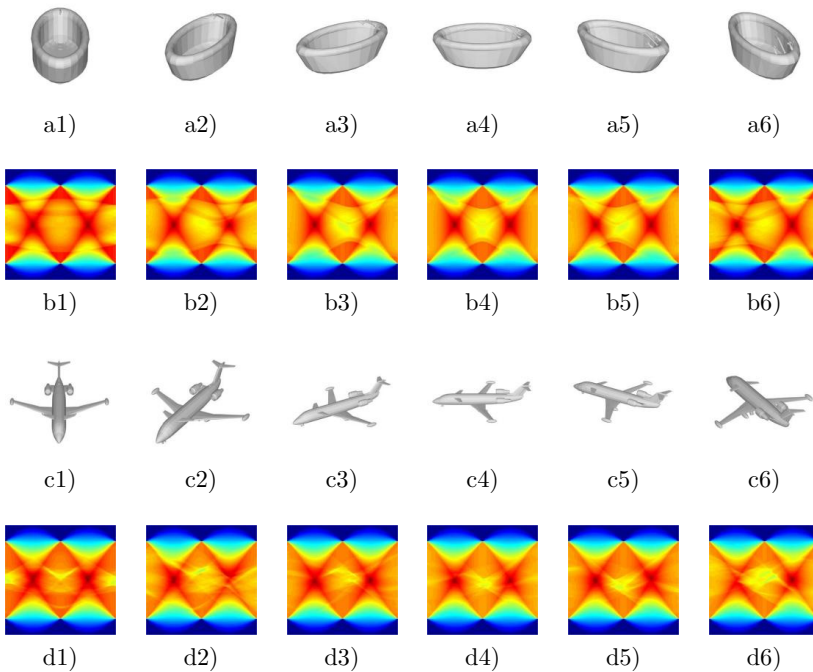 a1) a2) a3) a4) a5) a6)
b1) b2) b3) b4) b5) b6)
c1) c2) c3) c4) c5) c6)
d1) d2) d3) d4) d5) d6)